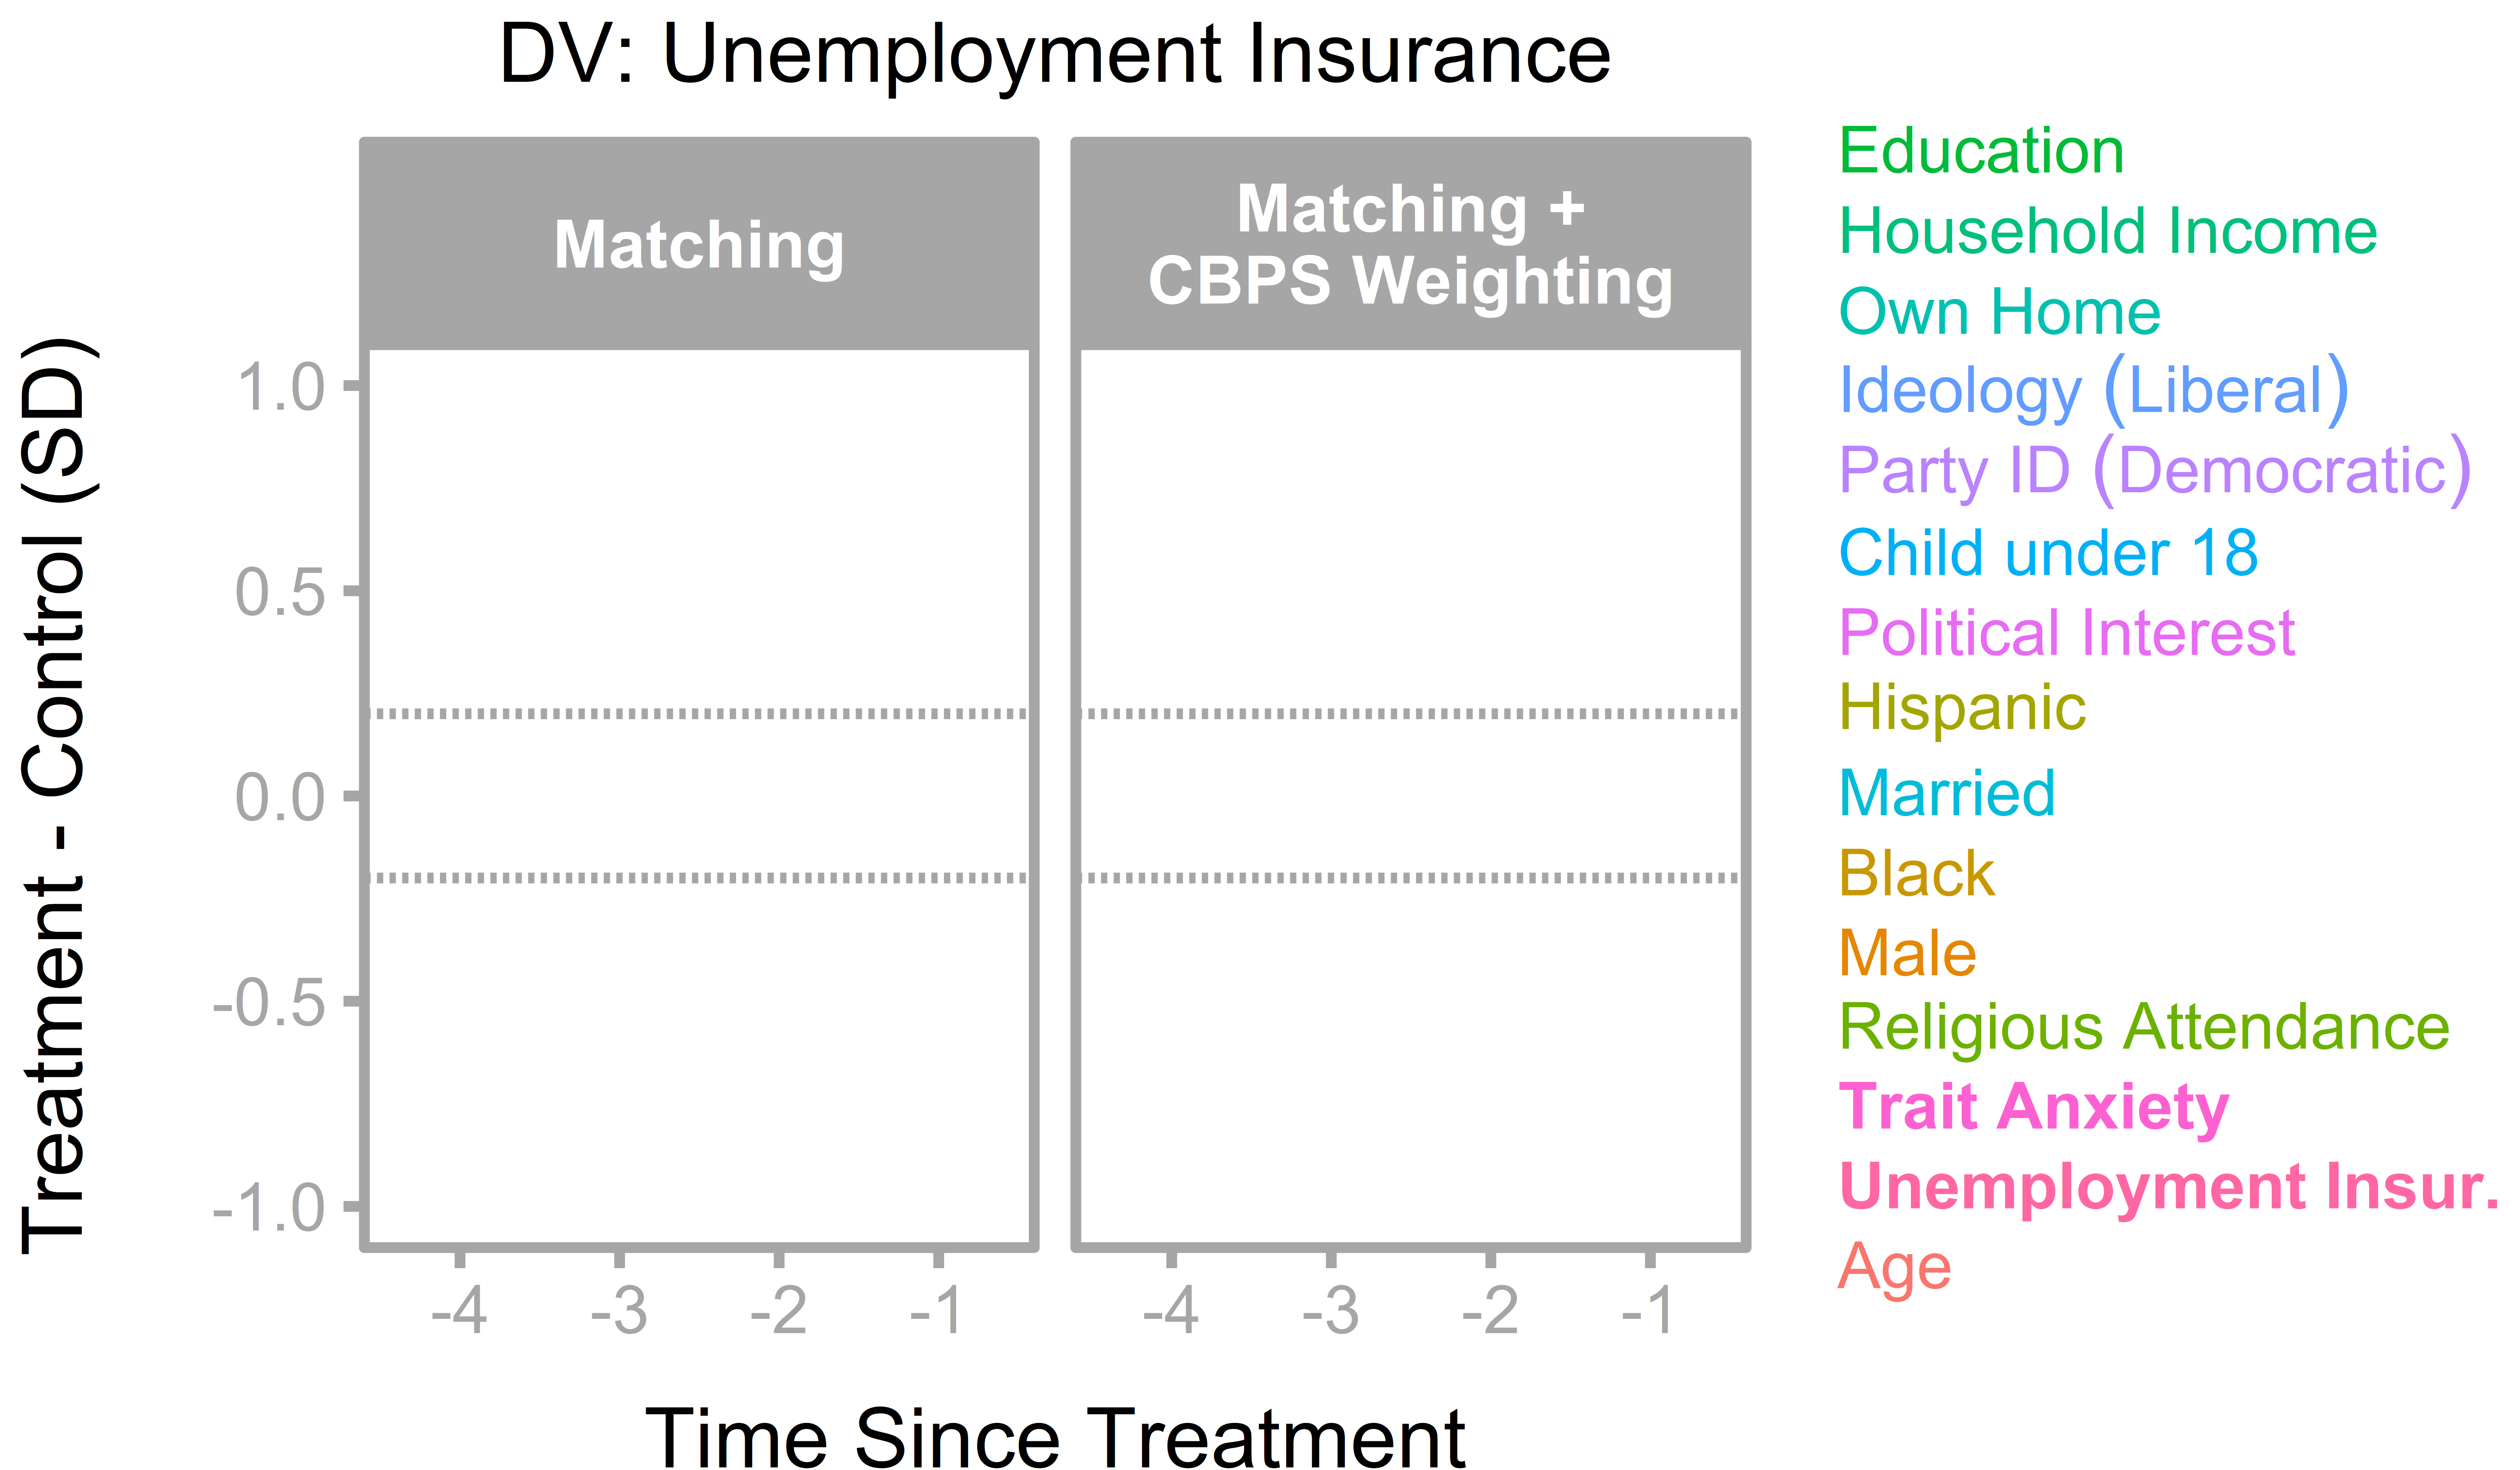 DV: Unemployment Insurance
Matching
Matching +
CBPS Weighting
Treatment - Control (SD)
1.0
0.5
0.0
-0.5
-1.0
-4 -3 -2 -1
-4 -3 -2 -1
Time Since Treatment
Education
Household Income
Own Home
Ideology (Liberal)
Party ID (Democratic)
Child under 18
Political Interest
Hispanic
Married
Black
Male
Religious Attendance
Trait Anxiety
Unemployment Insur.
Age